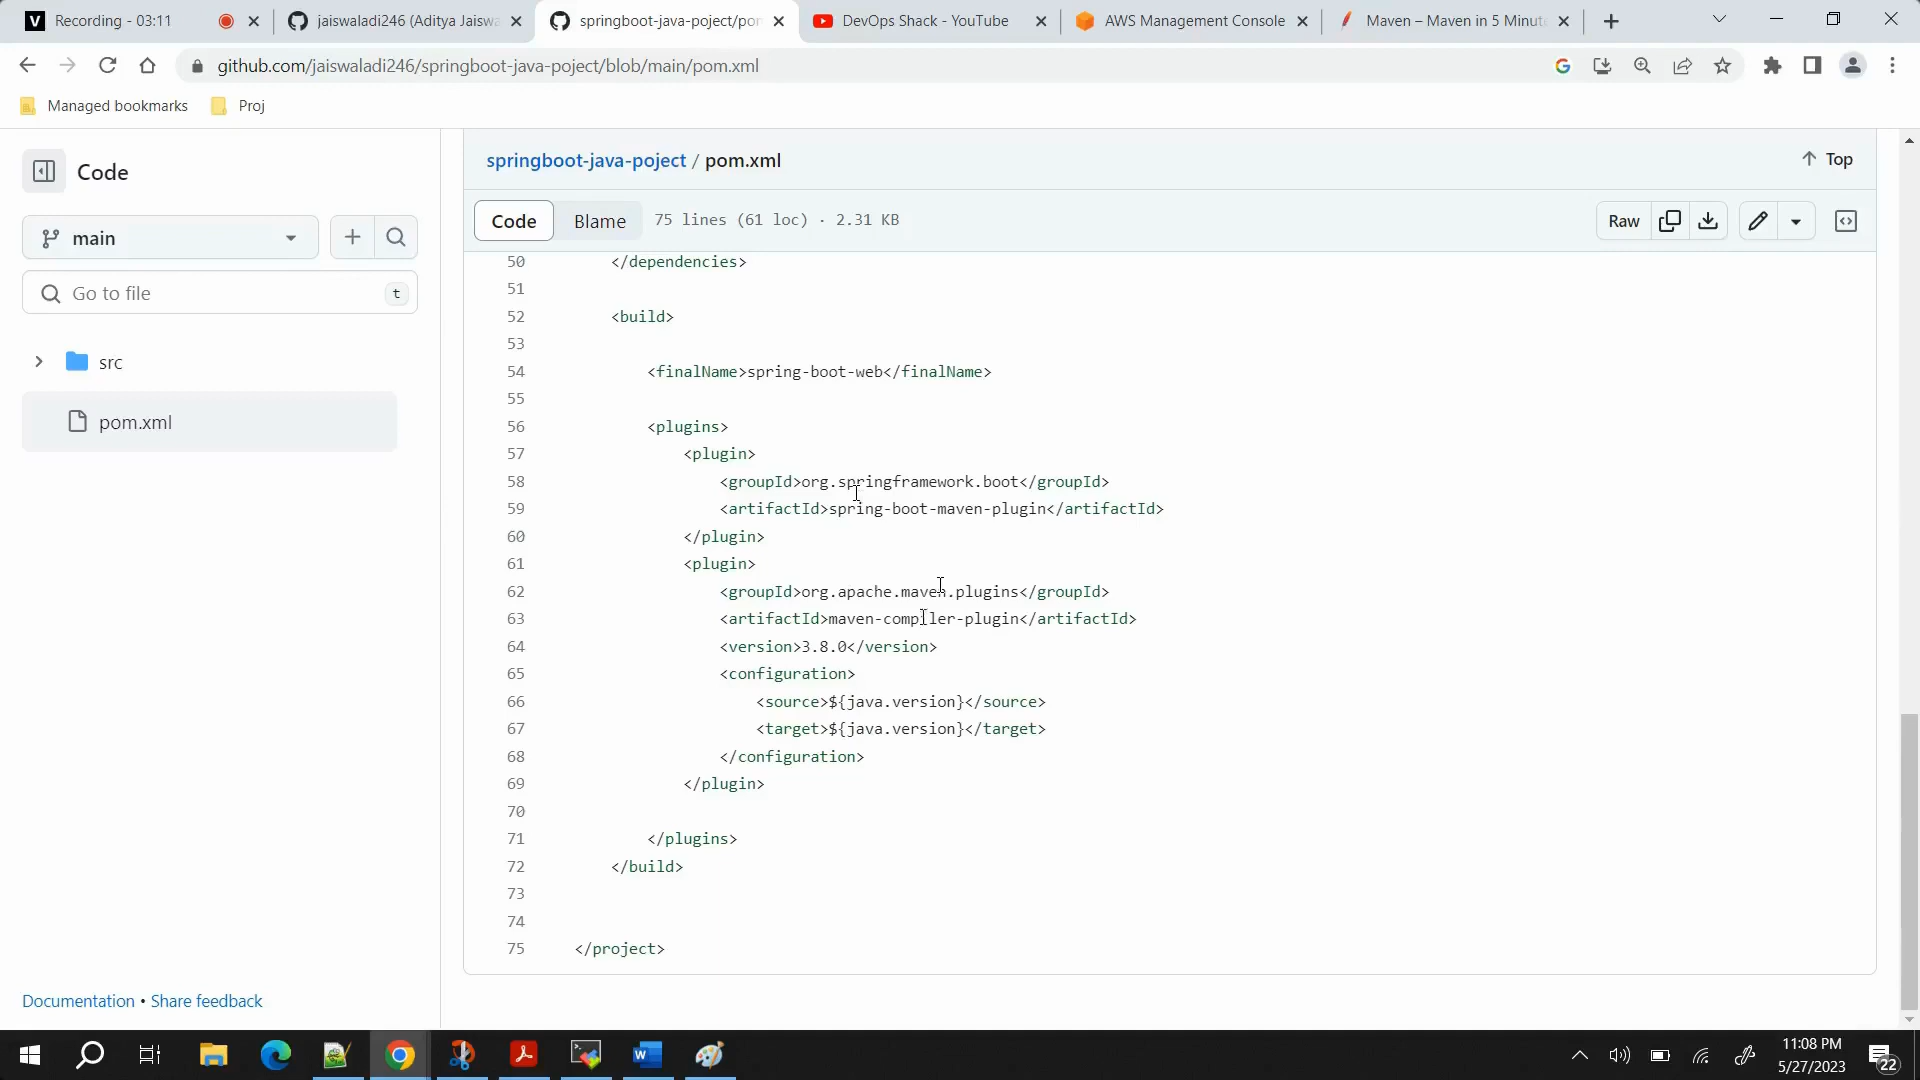 Recording - 03:11
jaiswaladi246 (Aditya Jaiswa
springboot-java-poject/pom
DevOps Shack - YouTube
AWS Management Console
Maven – Maven in 5 Minute
github.com/jaiswaladi246/springboot-java-poject/blob/main/pom.xml
Managed bookmarks
Proj
Code
springboot-java-poject / pom.xml
Top
main
Code
Blame
75 lines (61 loc) · 2.31 KB
Raw
Go to file
t
src
pom.xml
50 </dependencies>
51
52 <build>
53
54 <finalName>spring-boot-web</finalName>
55
56 <plugins>
57 <plugin>
58 <groupId>org.springframework.boot</groupId>
59 <artifactId>spring-boot-maven-plugin</artifactId>
60 </plugin>
61 <plugin>
62 <groupId>org.apache.maven.plugins</groupId>
63 <artifactId>maven-compiler-plugin</artifactId>
64 <version>3.8.0</version>
65 <configuration>
66 <source>${java.version}</source>
67 <target>${java.version}</target>
68 </configuration>
69 </plugin>
70
71 </plugins>
72 </build>
73
74
75 </project>
Documentation • Share feedback
11:08 PM
5/27/2023
22